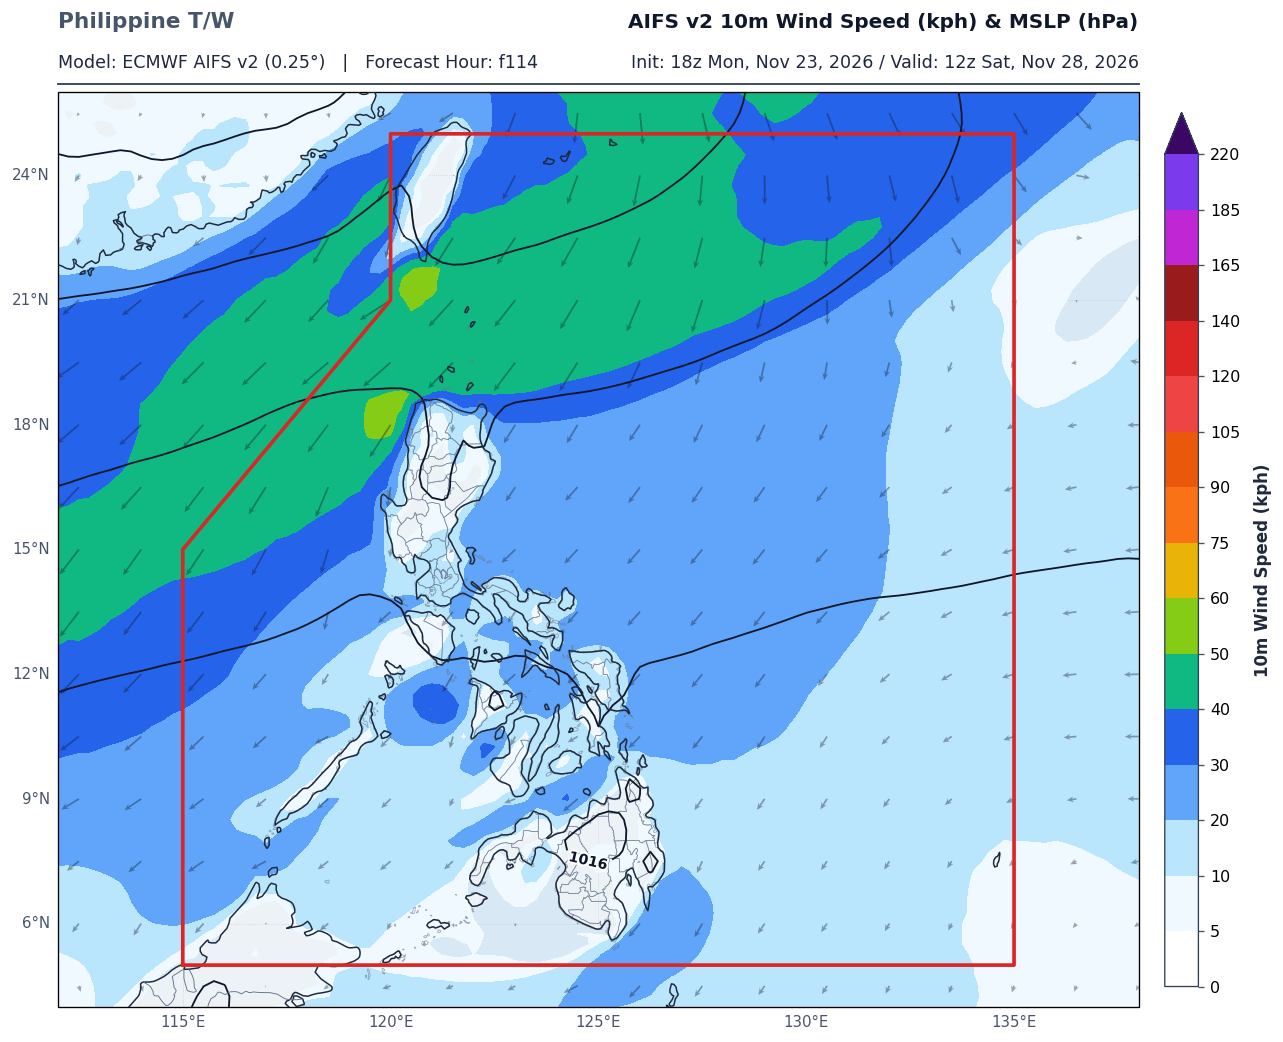 Philippine T/W
AIFS v2 10m Wind Speed (kph) & MSLP (hPa)
Model: ECMWF AIFS v2 (0.25°)   |   Forecast Hour: f114
Init: 18z Mon, Nov 23, 2026 / Valid: 12z Sat, Nov 28, 2026
24°N
21°N
18°N
15°N
12°N
9°N
6°N
115°E
120°E
125°E
130°E
135°E
1016
220
185
165
140
120
105
90
75
60
50
40
30
20
10
5
0
10m Wind Speed (kph)